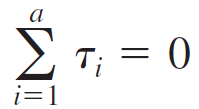 a
∑ τᵢ = 0
i=1